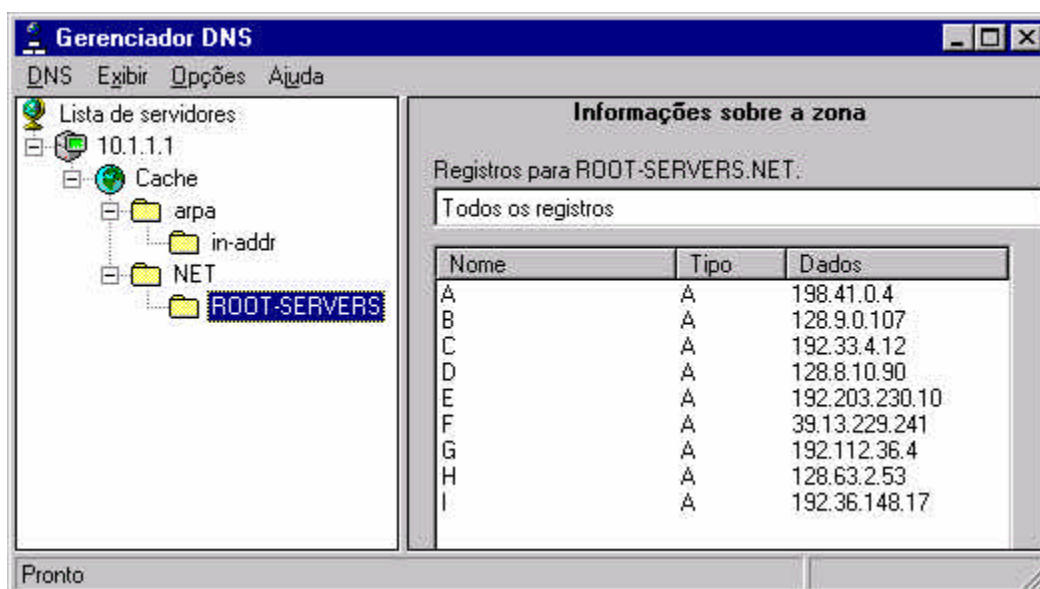 Gerenciador DNS
DNS Exibir Opções Ajuda
Lista de servidores
10.1.1.1
Cache
arpa
in-addr
NET
ROOT-SERVERS
Informações sobre a zona
Registros para ROOT-SERVERS.NET.:
Todos os registros
Nome Tipo Dados
A A 198.41.0.4
B A 128.9.0.107
C A 192.33.4.12
D A 128.8.10.90
E A 192.203.230.10
F A 39.13.229.241
G A 192.112.36.4
H A 128.63.2.53
I A 192.36.148.17
Pronto